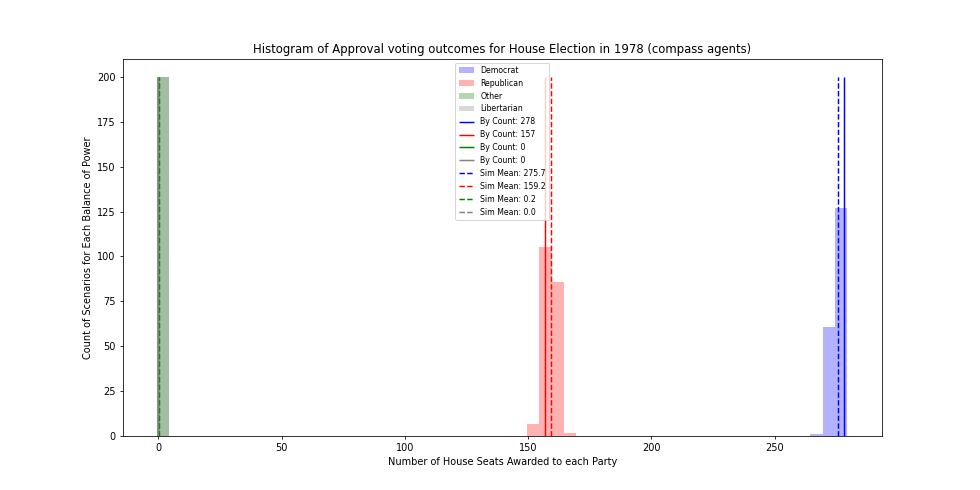 Histogram of Approval voting outcomes for House Election in 1978 (compass agents)
Count of Scenarios for Each Balance of Power
200
175
150
125
100
75
50
25
0
Democrat
Republican
Other
Libertarian
By Count: 278
By Count: 157
By Count: 0
By Count: 0
Sim Mean: 275.7
Sim Mean: 159.2
Sim Mean: 0.2
Sim Mean: 0.0
0
50
100
150
200
250
Number of House Seats Awarded to each Party